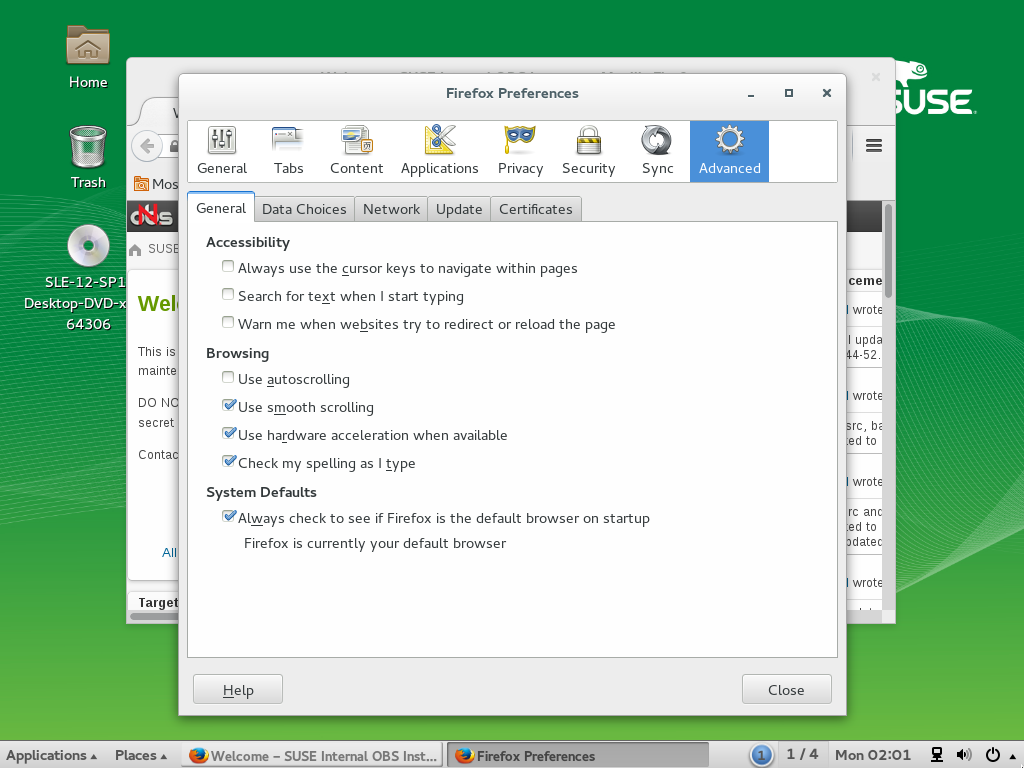 Home
Trash
SLE-12-SP1
Desktop-DVD-x
64306
SUSE
Firefox Preferences
General
Tabs
Content
Applications
Privacy
Security
Sync
Advanced
General
Data Choices
Network
Update
Certificates
Accessibility
Always use the cursor keys to navigate within pages
Search for text when I start typing
Warn me when websites try to redirect or reload the page
Browsing
Use autoscrolling
Use smooth scrolling
Use hardware acceleration when available
Check my spelling as I type
System Defaults
Always check to see if Firefox is the default browser on startup
Firefox is currently your default browser
Help
Close
Mos
obs
SUSE
Wel
This is
mainte
DO NO
secret
Contac
All
Target
ceme
wrote
I upda
44-52.
wrote
src, ba
ed to
wrote
rc and
ed to
pdated
wrote
Applications
Places
Welcome – SUSE Internal OBS Inst...
Firefox Preferences
1
1 / 4
Mon 02:01